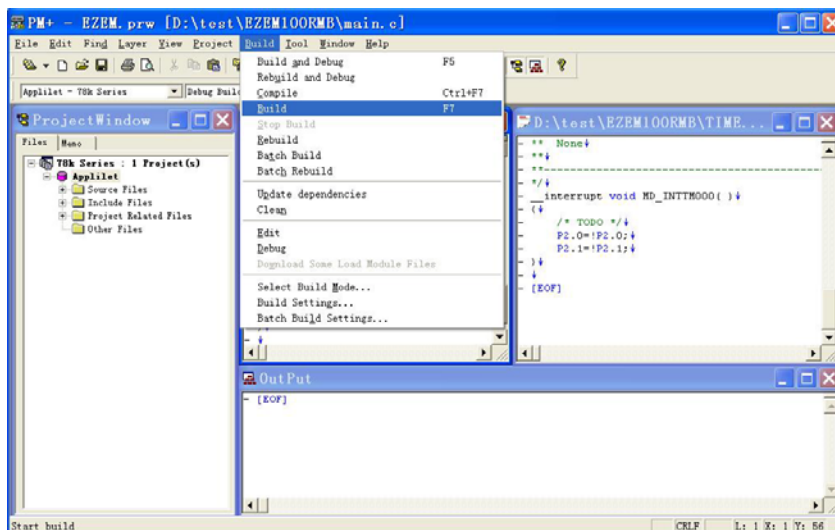 PM+ - EZEM.prw [D:\test\EZEM100RMB\main.c]
File Edit Find Layer View Project Build Tool Window Help
Applilet - 78k Series Debug Buil
Build and Debug F5
Rebuild and Debug
Compile Ctrl+F7
Build F7
Stop Build
Rebuild
Batch Build
Batch Rebuild
Update dependencies
Clean
Edit
Debug
Download Some Load Module Files
Select Build Mode...
Build Settings...
Batch Build Settings...
ProjectWindow
Files Memo
78k Series : 1 Project(s)
Applilet
Source Files
Include Files
Project Related Files
Other Files
D:\test\EZEM100RMB\TIME...
** None↓
**↓
**-----------------------------------------------
*/↓
__interrupt void MD_INTTM000( )↓
{↓
/* TODO */↓
P2.0=!P2.0;↓
P2.1=!P2.1;↓
}↓
↓
[EOF]
OutPut
[EOF]
Start build CRLF L: 1 X: 1 Y: 56